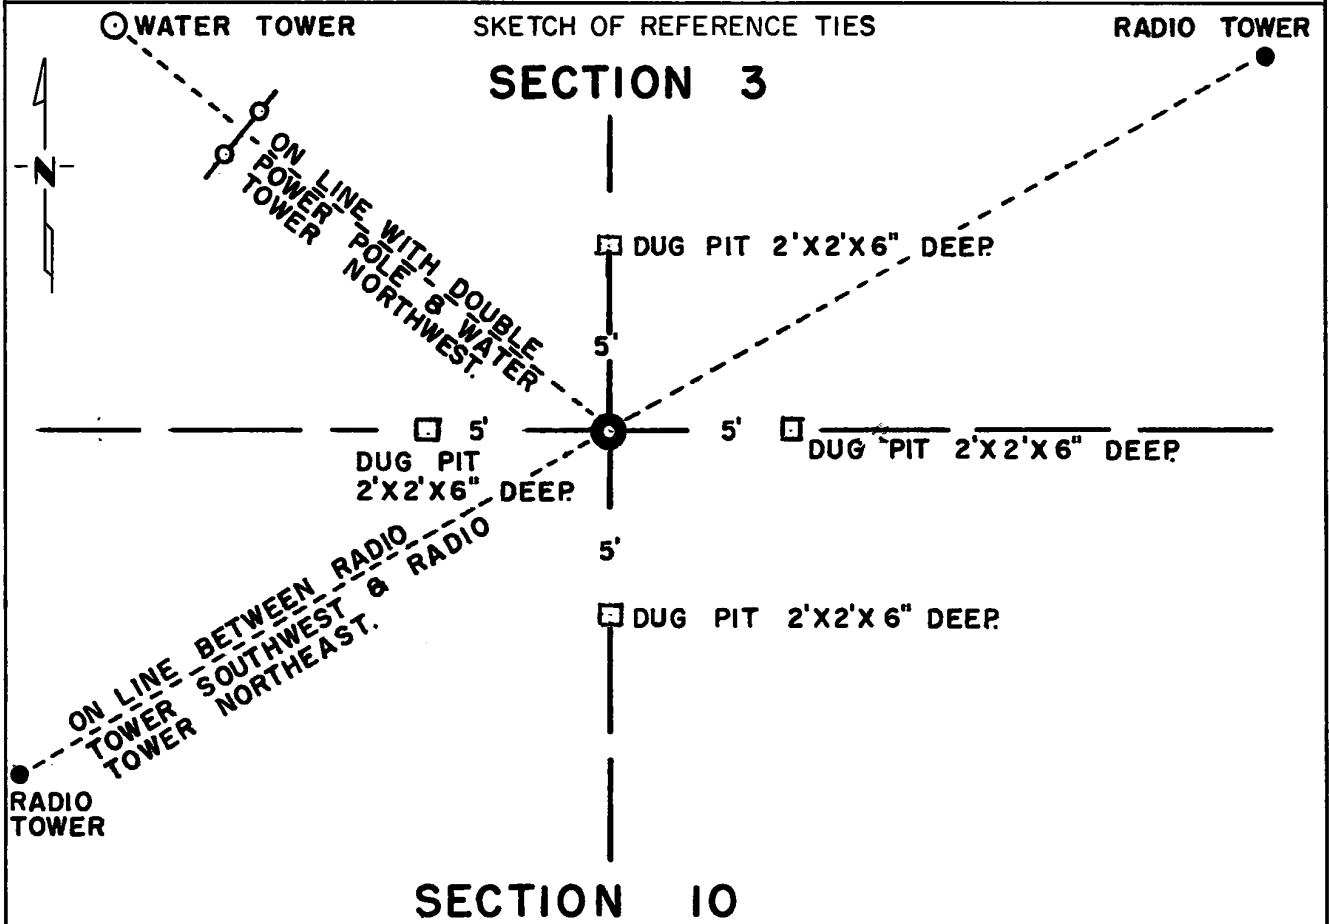 WATER TOWER
SKETCH OF REFERENCE TIES
RADIO TOWER
SECTION 3
N
ON LINE WITH DOUBLE
POWER POLE & WATER
TOWER NORTHWEST.
DUG PIT 2'X2'X6" DEEP.
5'
5'
5'
DUG PIT
2'X2'X6" DEEP.
DUG PIT 2'X2'X6" DEEP.
5'
ON LINE BETWEEN RADIO
TOWER SOUTHWEST & RADIO
TOWER NORTHEAST.
DUG PIT 2'X2'X6" DEEP.
RADIO
TOWER
SECTION 10